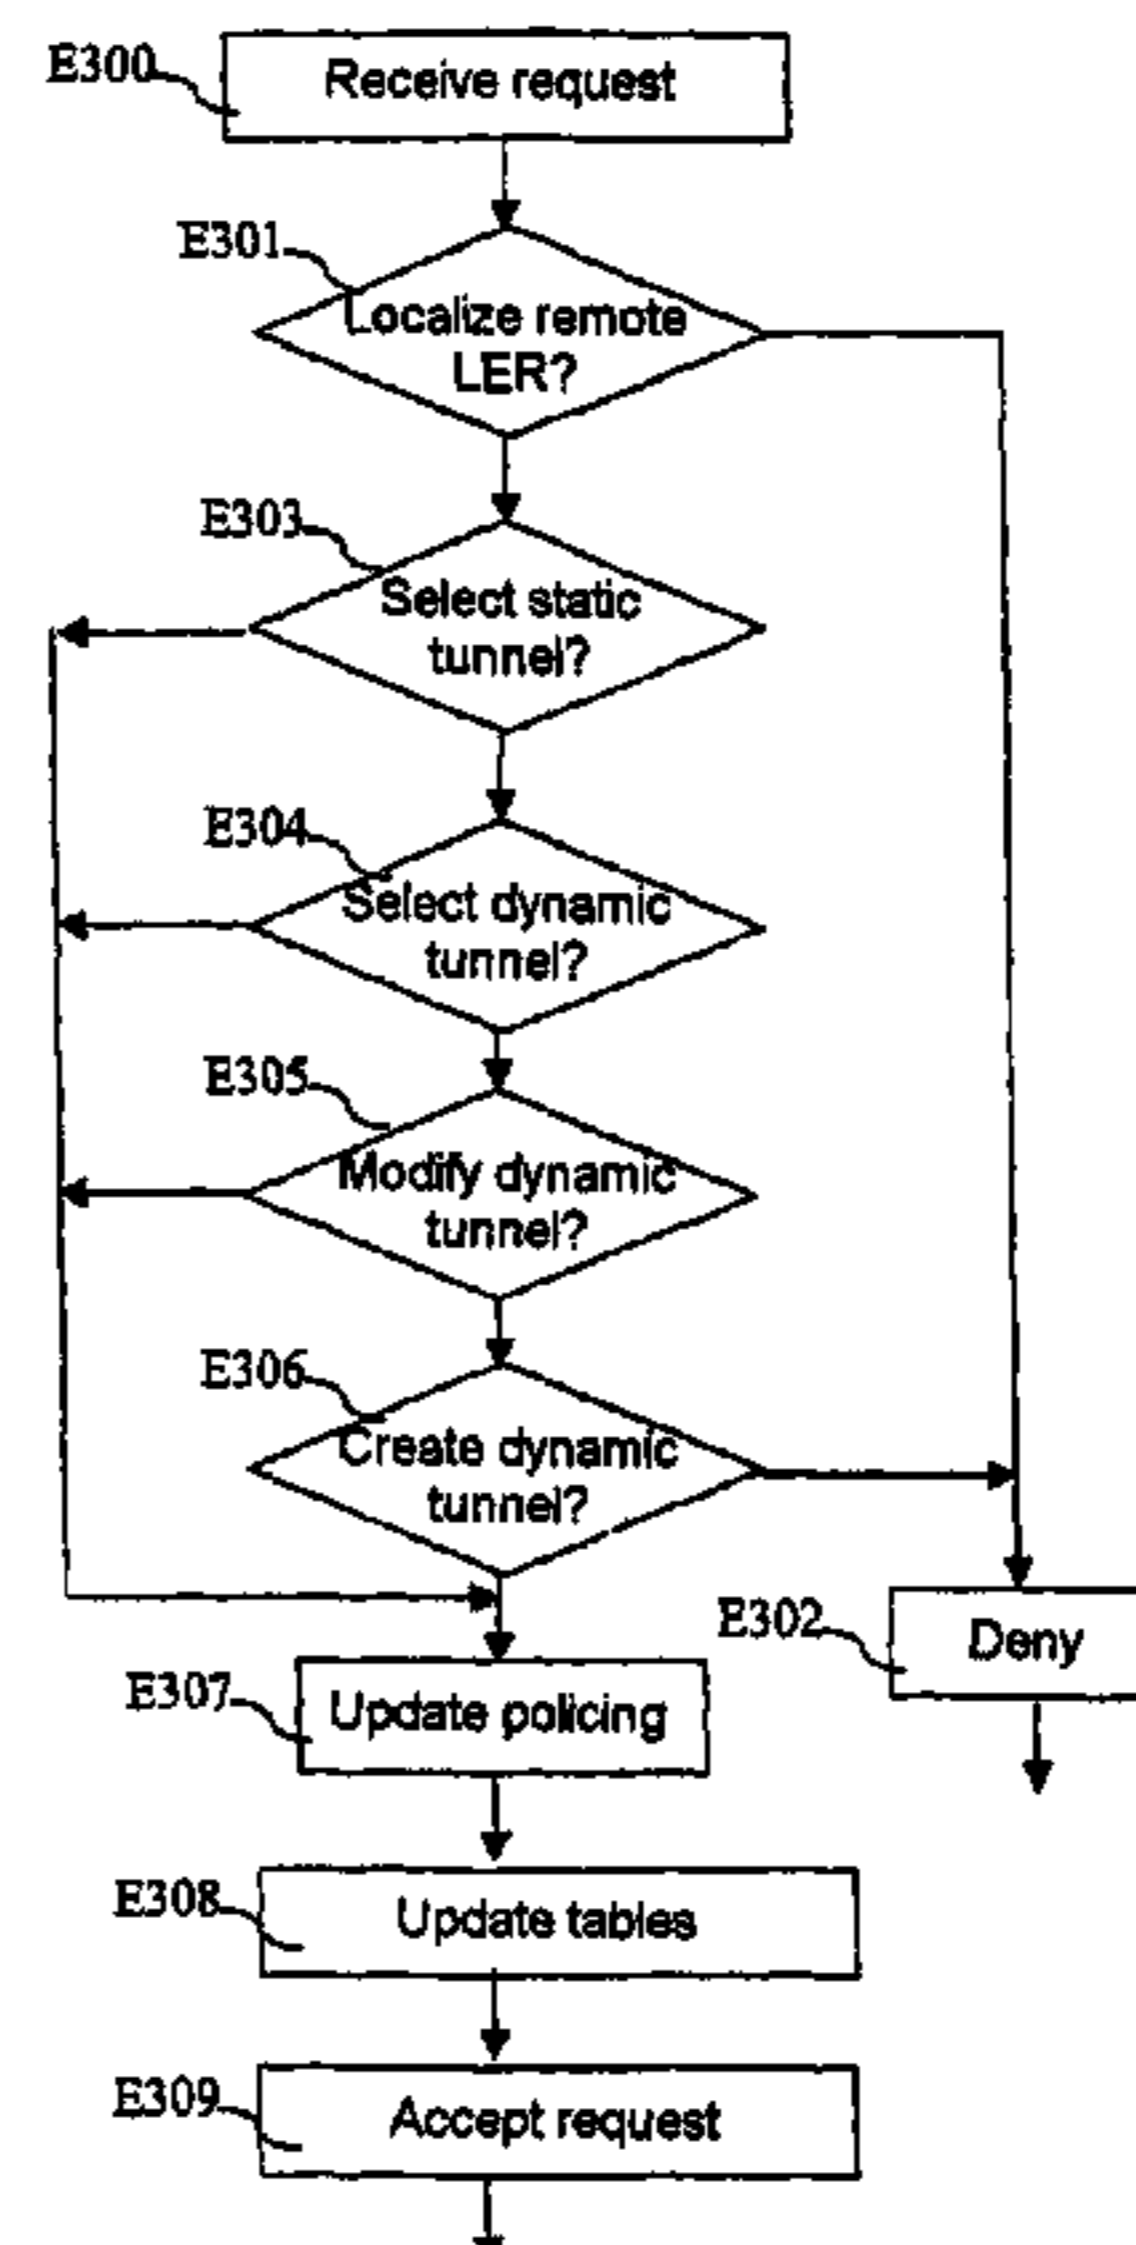 E300
Receive request
E301
Localize remote
LER?
E303
Select static
tunnel?
E304
Select dynamic
tunnel?
E305
Modify dynamic
tunnel?
E306
Create dynamic
tunnel?
E302
Deny
E307
Update policing
E308
Update tables
E309
Accept request